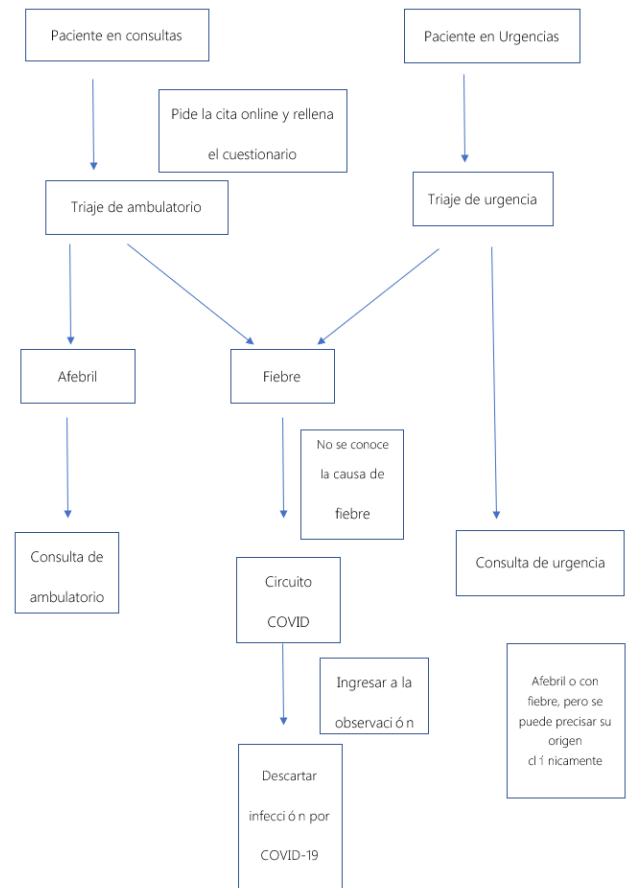 Paciente en consultas
Paciente en Urgencias
Pide la cita online y rellena
el cuestionario
Triaje de ambulatorio
Triaje de urgencia
Afebril
Fiebre
No se conoce
la causa de
fiebre
Consulta de
ambulatorio
Circuito
COVID
Consulta de urgencia
Ingresar a la
observación
Afebril o con
fiebre, pero se
puede precisar su
origen
clínicamente
Descartar
infección por
COVID-19